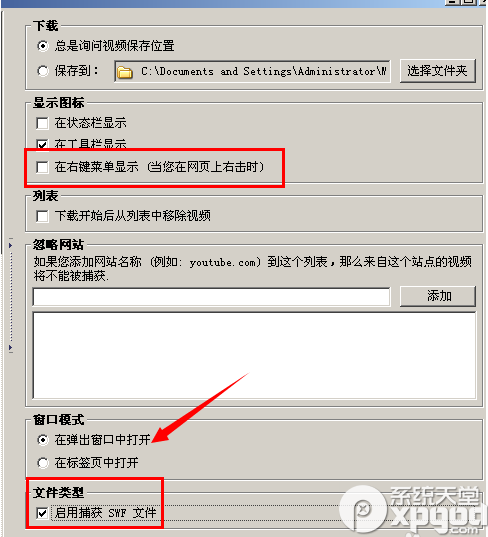 下载
总是询问视频保存位置
保存到: C:\Documents and Settings\Administrator\M 选择文件夹
显示图标
在状态栏显示
在工具栏显示
在右键菜单显示 (当您在网页上右击时)
列表
下载开始后从列表中移除视频
忽略网站
如果您添加网站名称 (例如: youtube.com) 到这个列表,那么来自这个站点的视频
将不能被捕获.
添加
窗口模式
在弹出窗口中打开
在标签页中打开
文件类型
启用捕获 SWF 文件
系统天堂
xpgod